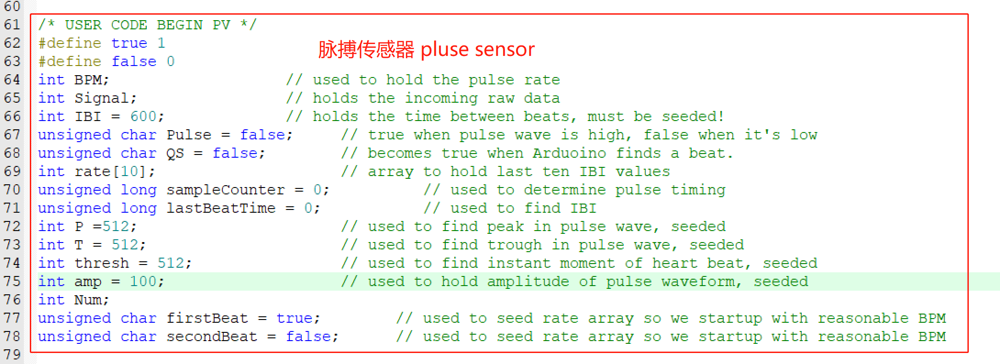 60
61 /* USER CODE BEGIN PV */
62 #define true 1
脉搏传感器 pluse sensor
63 #define false 0
64 int BPM; // used to hold the pulse rate
65 int Signal; // holds the incoming raw data
66 int IBI = 600; // holds the time between beats, must be seeded!
67 unsigned char Pulse = false; // true when pulse wave is high, false when it's low
68 unsigned char QS = false; // becomes true when Arduoino finds a beat.
69 int rate[10]; // array to hold last ten IBI values
70 unsigned long sampleCounter = 0; // used to determine pulse timing
71 unsigned long lastBeatTime = 0; // used to find IBI
72 int P =512; // used to find peak in pulse wave, seeded
73 int T = 512; // used to find trough in pulse wave, seeded
74 int thresh = 512; // used to find instant moment of heart beat, seeded
75 int amp = 100; // used to hold amplitude of pulse waveform, seeded
76 int Num;
77 unsigned char firstBeat = true; // used to seed rate array so we startup with reasonable BPM
78 unsigned char secondBeat = false; // used to seed rate array so we startup with reasonable BPM
79